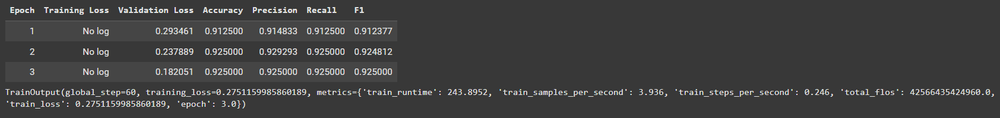 Epoch Training Loss Validation Loss Accuracy Precision Recall F1
1 No log 0.293461 0.912500 0.914833 0.912500 0.912377
2 No log 0.237889 0.925000 0.929293 0.925000 0.924812
3 No log 0.182051 0.925000 0.925000 0.925000 0.925000
TrainOutput(global_step=60, training_loss=0.2751159985860189, metrics={'train_runtime': 243.8952, 'train_samples_per_second': 3.936, 'train_steps_per_second': 0.246, 'total_flos': 42566435424960.0,
'train_loss': 0.2751159985860189, 'epoch': 3.0})